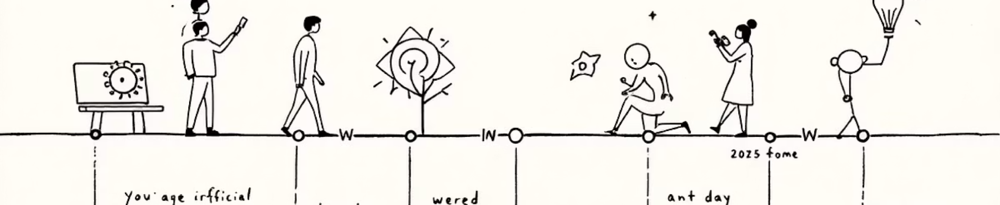 W IN W
2025 fome
you age irfficial
wered
ant day